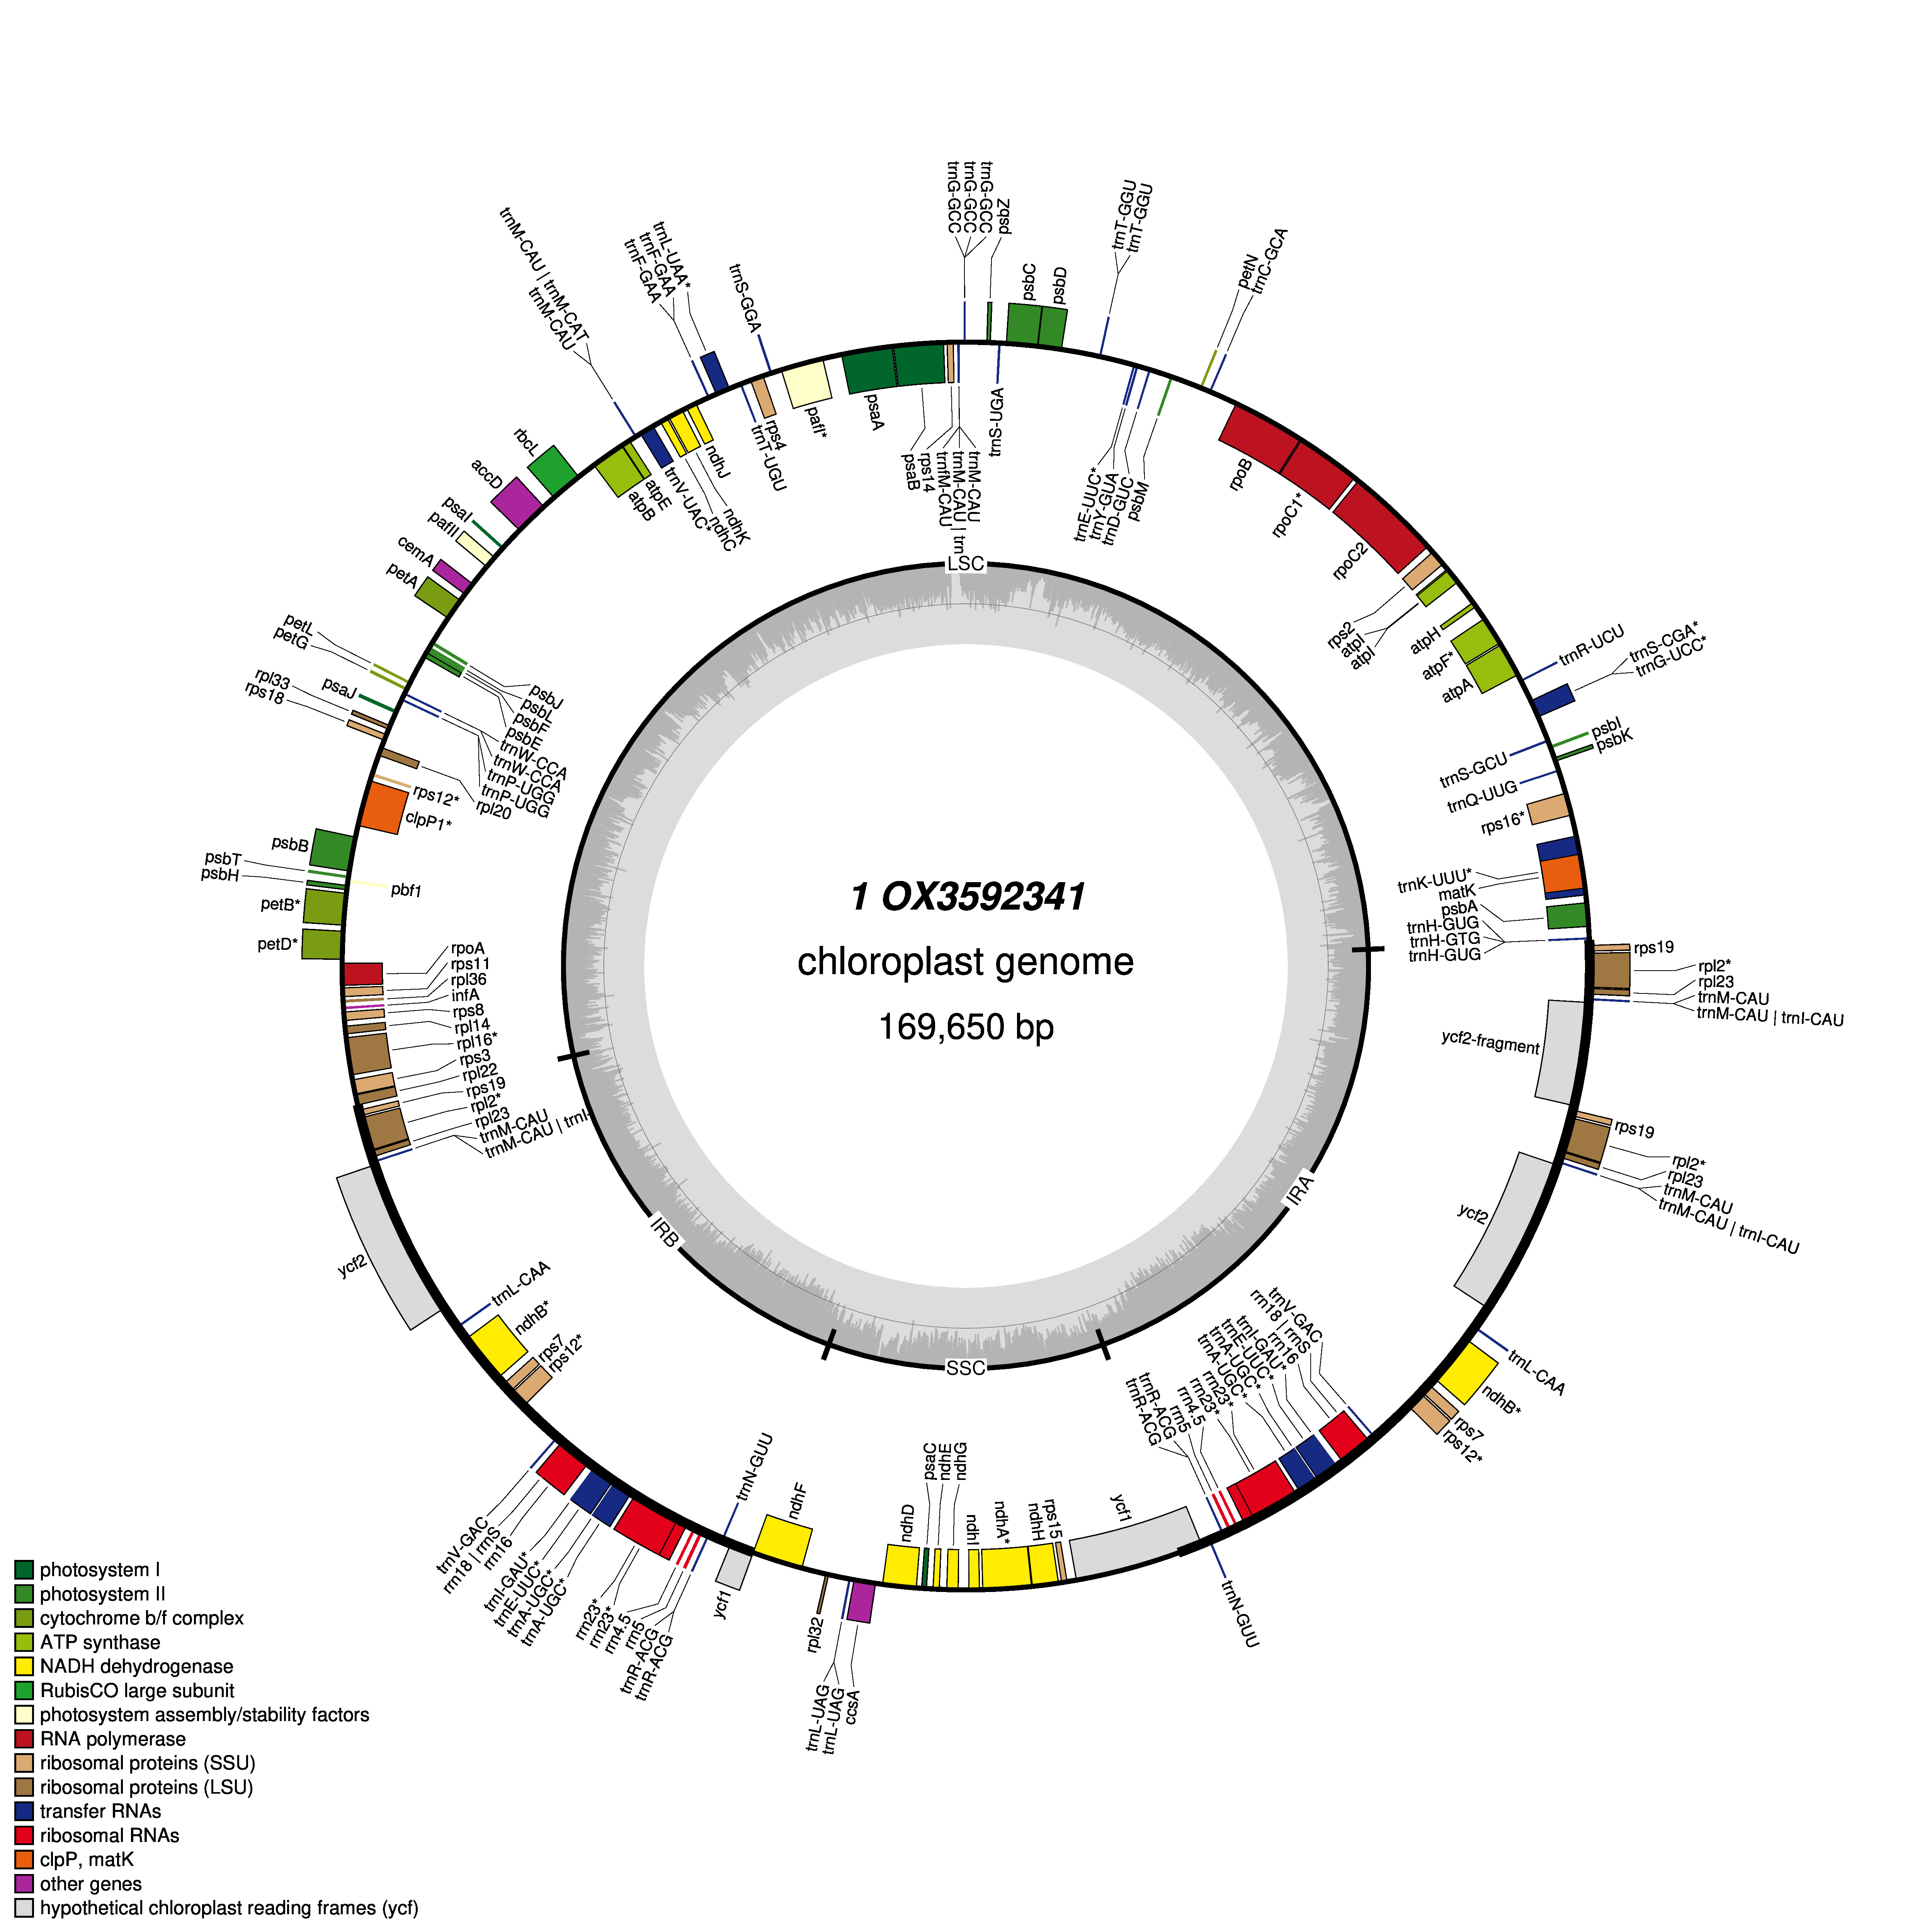 trnG-GCC
trnG-GCC
trnG-GCC
psbZ
psbC
psbD
trnT-GGU
trnT-GGU
petN
trnC-GCA
rpoB
rpoC1*
rpoC2
rps2
atpI
atpI
atpH
atpF*
atpA
trnR-UCU
trnS-CGA*
trnG-UCC*
psbI
psbK
trnS-GCU
trnQ-UUG
rps16*
trnK-UUU*
matK
psbA
trnH-GUG
trnH-GTG
trnH-GUG
rps19
rpl2*
rpl23
trnM-CAU
trnM-CAU | trnI-CAU
ycf2-fragment
rps19
rpl2*
rpl23
trnM-CAU
trnM-CAU | trnI-CAU
ycf2
trnL-CAA
ndhB*
rps7
rps12*
trnV-GAC
rrn18 | rrnS
rrn16
trnI-GAU*
trnE-UUC*
trnA-UGC*
trnA-UGC*
rrn23*
rrn23*
rrn4.5
rrn5
trnR-ACG
trnR-ACG
trnN-GUU
ycf1
rps15
ndhH
ndhA*
ndhI
ndhG
ndhE
psaC
ndhD
ccsA
trnL-UAG
trnL-UAG
rpl32
ndhF
ycf1
trnN-GUU
trnR-ACG
trnR-ACG
rrn5
rrn4.5
rrn23*
rrn23*
trnA-UGC*
trnA-UGC*
trnE-UUC*
trnI-GAU*
rrn16
rrn18 | rrnS
trnV-GAC
rps12*
rps7
ndhB*
trnL-CAA
ycf2
trnM-CAU | trnI-
trnM-CAU
rpl23
rpl2*
rps19
rpl22
rps3
rpl16*
rpl14
rps8
infA
rpl36
rps11
rpoA
petD*
petB*
pbf1
psbH
psbT
psbB
clpP1*
rps12*
rpl20
rps18
rpl33
psaJ
trnP-UGG
trnP-UGG
trnW-CCA
trnW-CCA
petG
petL
psbE
psbF
psbL
psbJ
petA
cemA
pafII
psaI
accD
rbcL
atpB
atpE
trnM-CAU
trnM-CAU | trnM-CAT
trnV-UAC*
ndhC
ndhK
ndhJ
trnF-GAA
trnF-GAA
trnL-UAA*
trnT-UGU
rps4
trnS-GGA
pafI*
psaA
psaB
rps14
trnfM-CAU
trnM-CAU | trn
trnM-CAU
trnS-UGA
trnE-UUC*
trnY-GUA
trnD-GUC
psbM
LSC
IRA
SSC
IRB
1 OX3592341
chloroplast genome
169,650 bp
photosystem I
photosystem II
cytochrome b/f complex
ATP synthase
NADH dehydrogenase
RubisCO large subunit
photosystem assembly/stability factors
RNA polymerase
ribosomal proteins (SSU)
ribosomal proteins (LSU)
transfer RNAs
ribosomal RNAs
clpP, matK
other genes
hypothetical chloroplast reading frames (ycf)